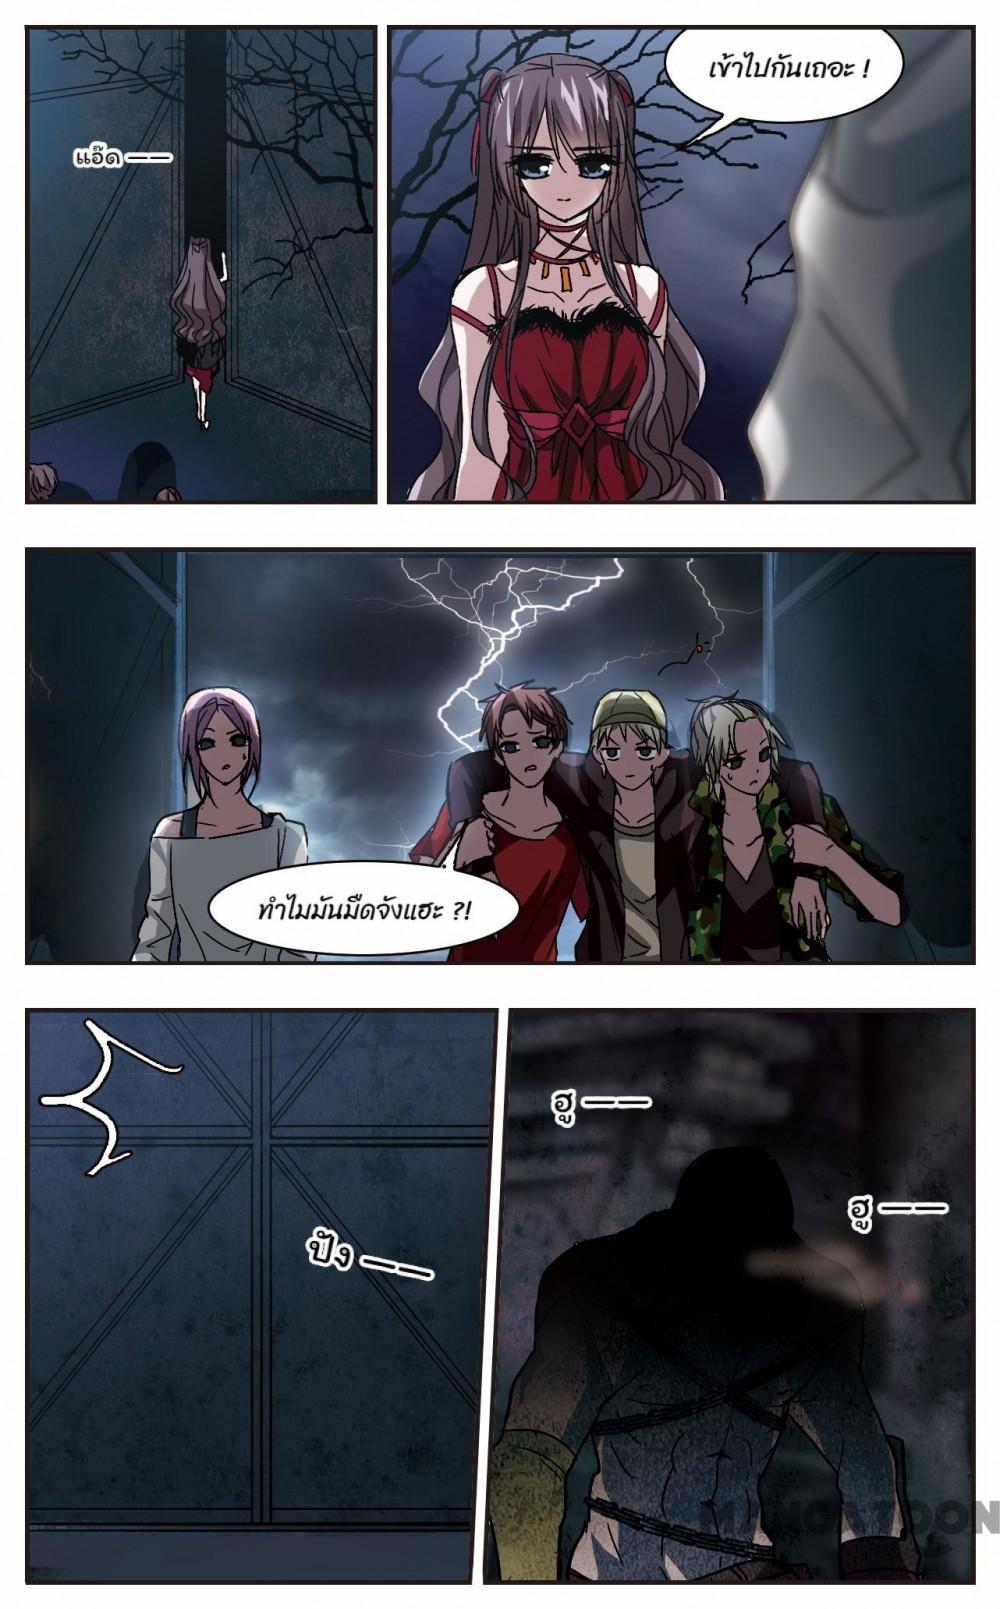 แอ๊ด ——
เข้าไปกันเถอะ !
ทำไมมันมืดจังแฮะ ?!
ปัง ——
ฮู ——
ฮู ——
MANGATOON